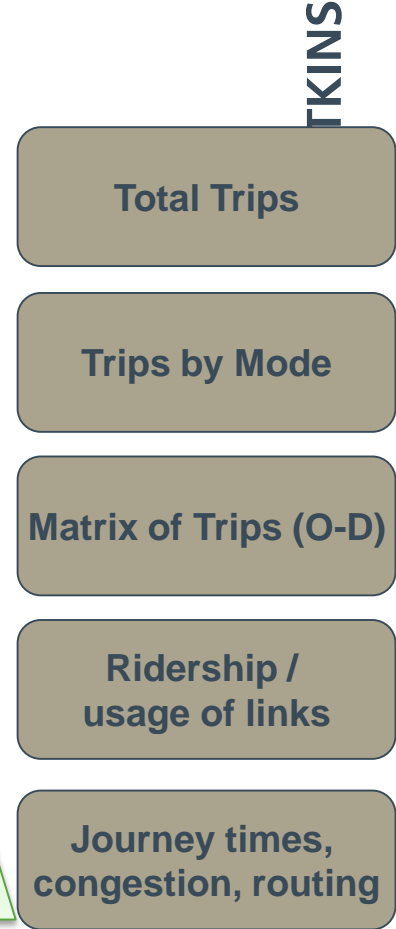 TKINS
Total Trips
Trips by Mode
Matrix of Trips (O-D)
Ridership /
usage of links
Journey times,
congestion, routing